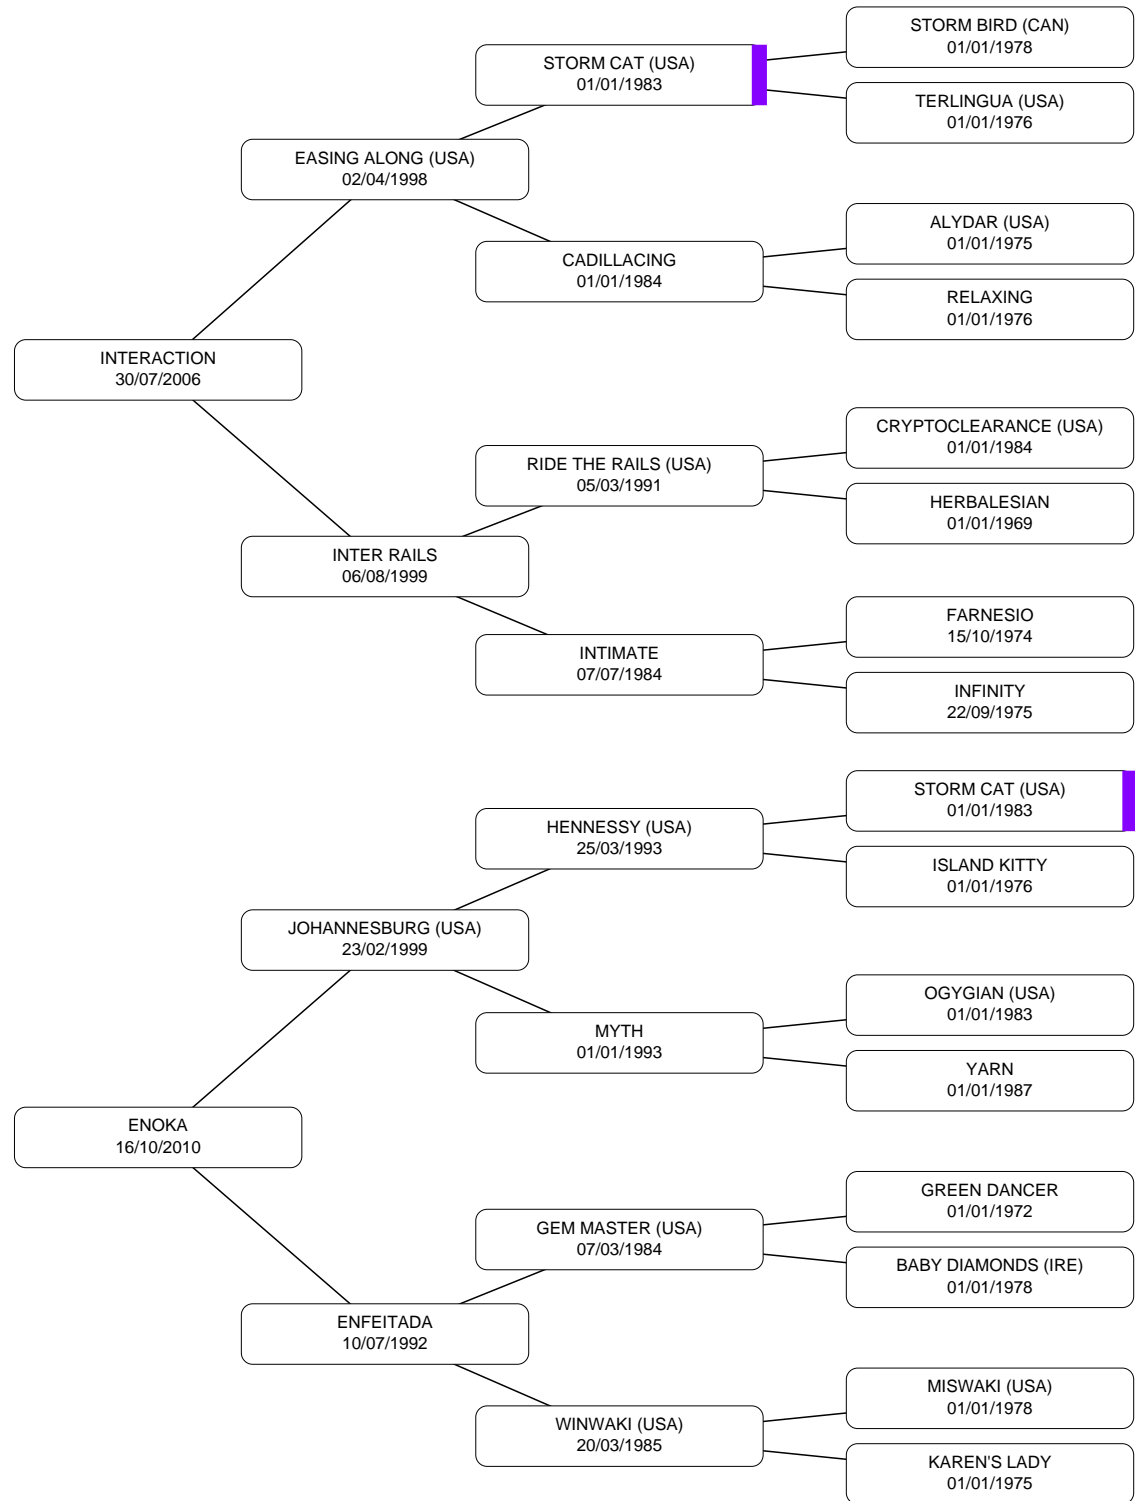 STORM BIRD (CAN)
01/01/1978
STORM CAT (USA)
01/01/1983
TERLINGUA (USA)
01/01/1976
EASING ALONG (USA)
02/04/1998
ALYDAR (USA)
01/01/1975
CADILLACING
01/01/1984
RELAXING
01/01/1976
INTERACTION
30/07/2006
CRYPTOCLEARANCE (USA)
01/01/1984
RIDE THE RAILS (USA)
05/03/1991
HERBALESIAN
01/01/1969
INTER RAILS
06/08/1999
FARNESIO
15/10/1974
INTIMATE
07/07/1984
INFINITY
22/09/1975
STORM CAT (USA)
01/01/1983
HENNESSY (USA)
25/03/1993
ISLAND KITTY
01/01/1976
JOHANNESBURG (USA)
23/02/1999
OGYGIAN (USA)
01/01/1983
MYTH
01/01/1993
YARN
01/01/1987
ENOKA
16/10/2010
GREEN DANCER
01/01/1972
GEM MASTER (USA)
07/03/1984
BABY DIAMONDS (IRE)
01/01/1978
ENFEITADA
10/07/1992
MISWAKI (USA)
01/01/1978
WINWAKI (USA)
20/03/1985
KAREN'S LADY
01/01/1975